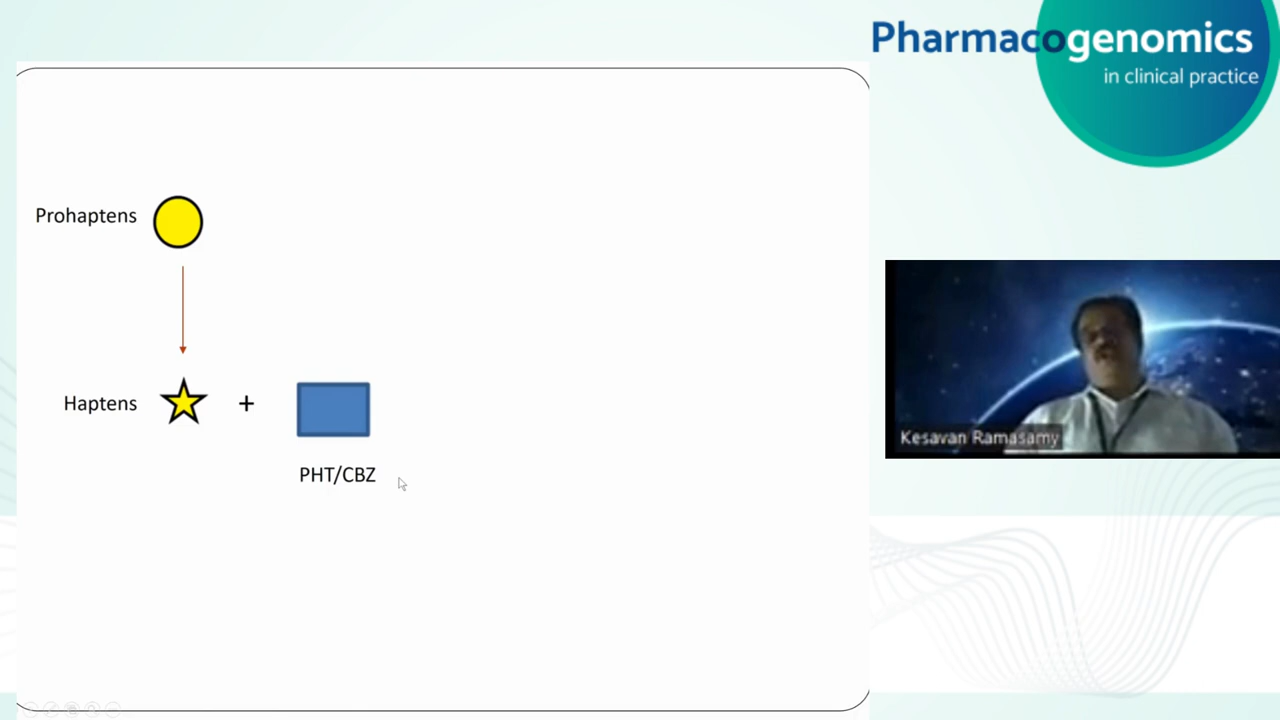 Pharmacogenomics
in clinical practice
Prohaptens
Haptens
+
PHT/CBZ
Kesavan Ramasamy